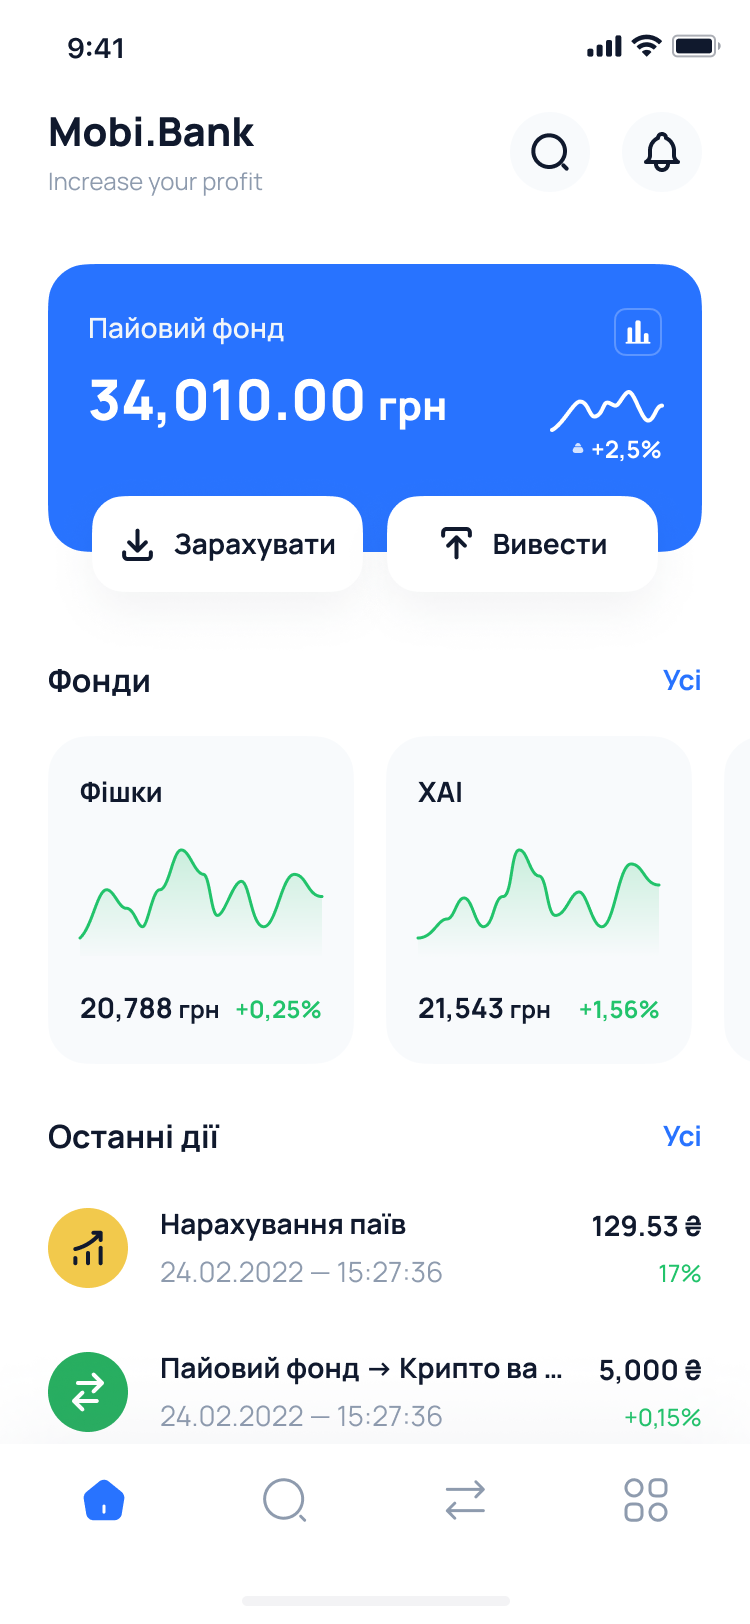 9:41
Mobi.Bank
Increase your profit
Пайовий фонд
34,010.00 грн
+2,5%
Зарахувати
Вивести
Фонди
Усі
Фішки
XAI
20,788 грн +0,25%
21,543 грн +1,56%
Останні дії
Усі
Нарахування паїв
129.53 ₴
24.02.2022 — 15:27:36
17%
Пайовий фонд → Крипто ва ...
5,000 ₴
24.02.2022 — 15:27:36
+0,15%